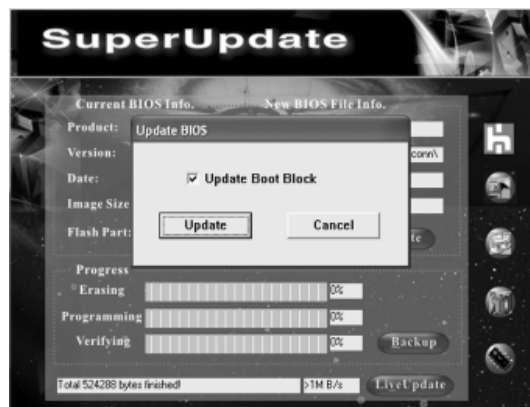 SuperUpdate
Current BIOS Info. New BIOS File Info.
Product:
Update BIOS
Version:
conn\
Date:
Update Boot Block
Image Size
Update Cancel
Flash Part:
Progress
Erasing 0%
Programming 0%
Verifying 0%
Backup
Total 524288 bytes finished! >1M B/s LiveUpdate